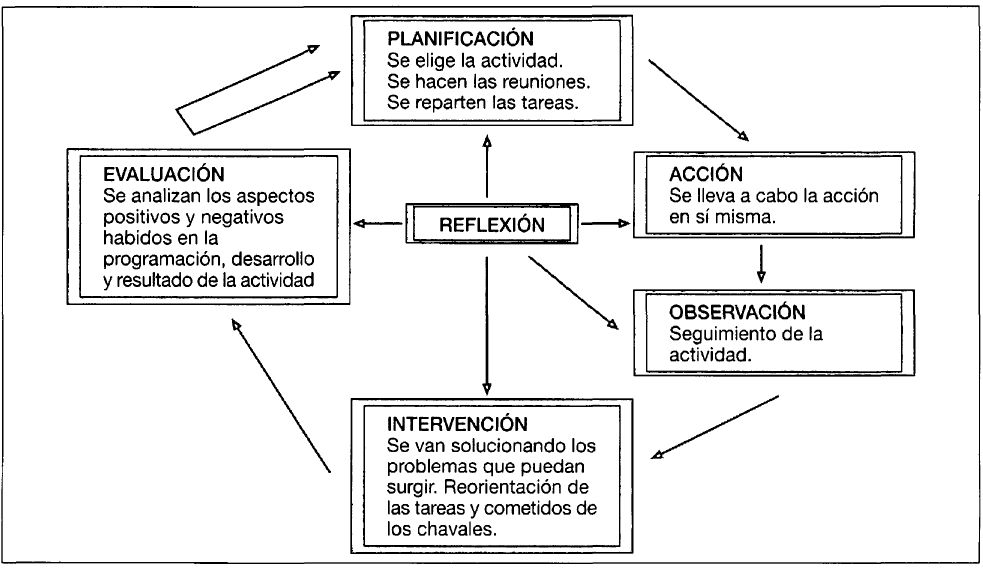 PLANIFICACIÓN
Se elige la actividad.
Se hacen las reuniones.
Se reparten las tareas.
ACCIÓN
Se lleva a cabo la acción
en sí misma.
OBSERVACIÓN
Seguimiento de la
actividad.
INTERVENCIÓN
Se van solucionando los
problemas que puedan
surgir. Reorientación de
las tareas y cometidos de
los chavales.
EVALUACIÓN
Se analizan los aspectos
positivos y negativos
habidos en la
programación, desarrollo
y resultado de la actividad
REFLEXIÓN